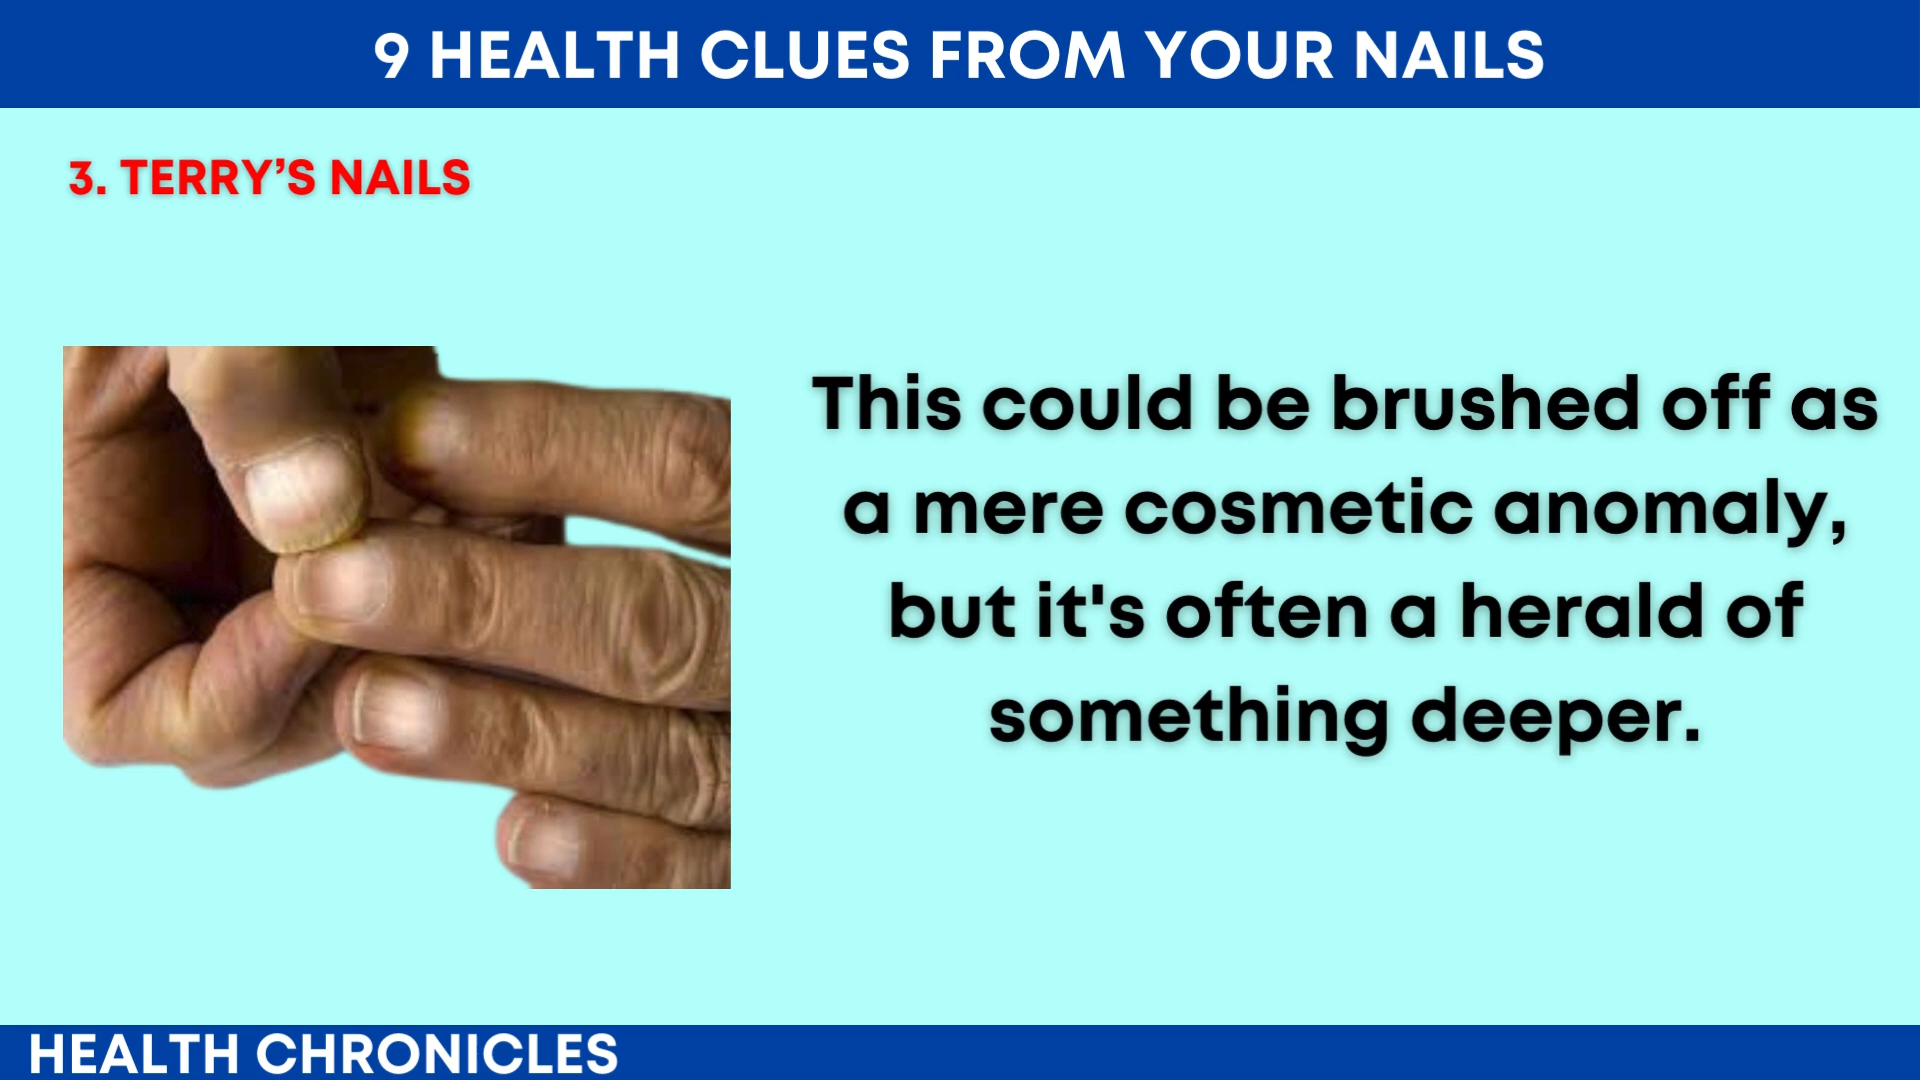 9 HEALTH CLUES FROM YOUR NAILS
3. TERRY’S NAILS
This could be brushed off as
a mere cosmetic anomaly,
but it's often a herald of
something deeper.
HEALTH CHRONICLES